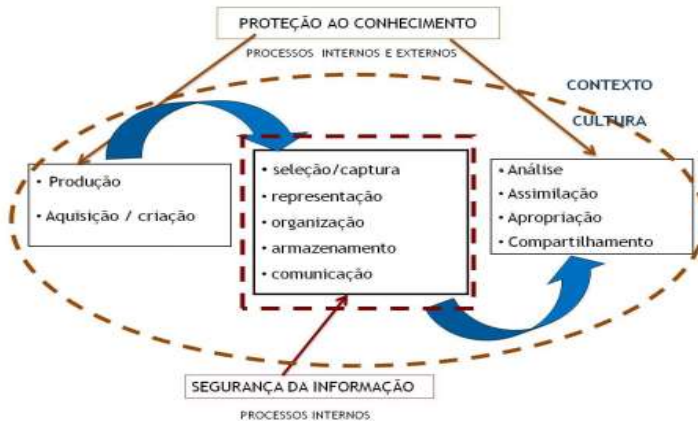 PROTEÇÃO AO CONHECIMENTO
PROCESSOS INTERNOS E EXTERNOS
CONTEXTO
CULTURA
• Produção
• Aquisição / criação
• seleção/captura
• representação
• organização
• armazenamento
• comunicação
• Análise
• Assimilação
• Apropriação
• Compartilhamento
SEGURANÇA DA INFORMAÇÃO
PROCESSOS INTERNOS